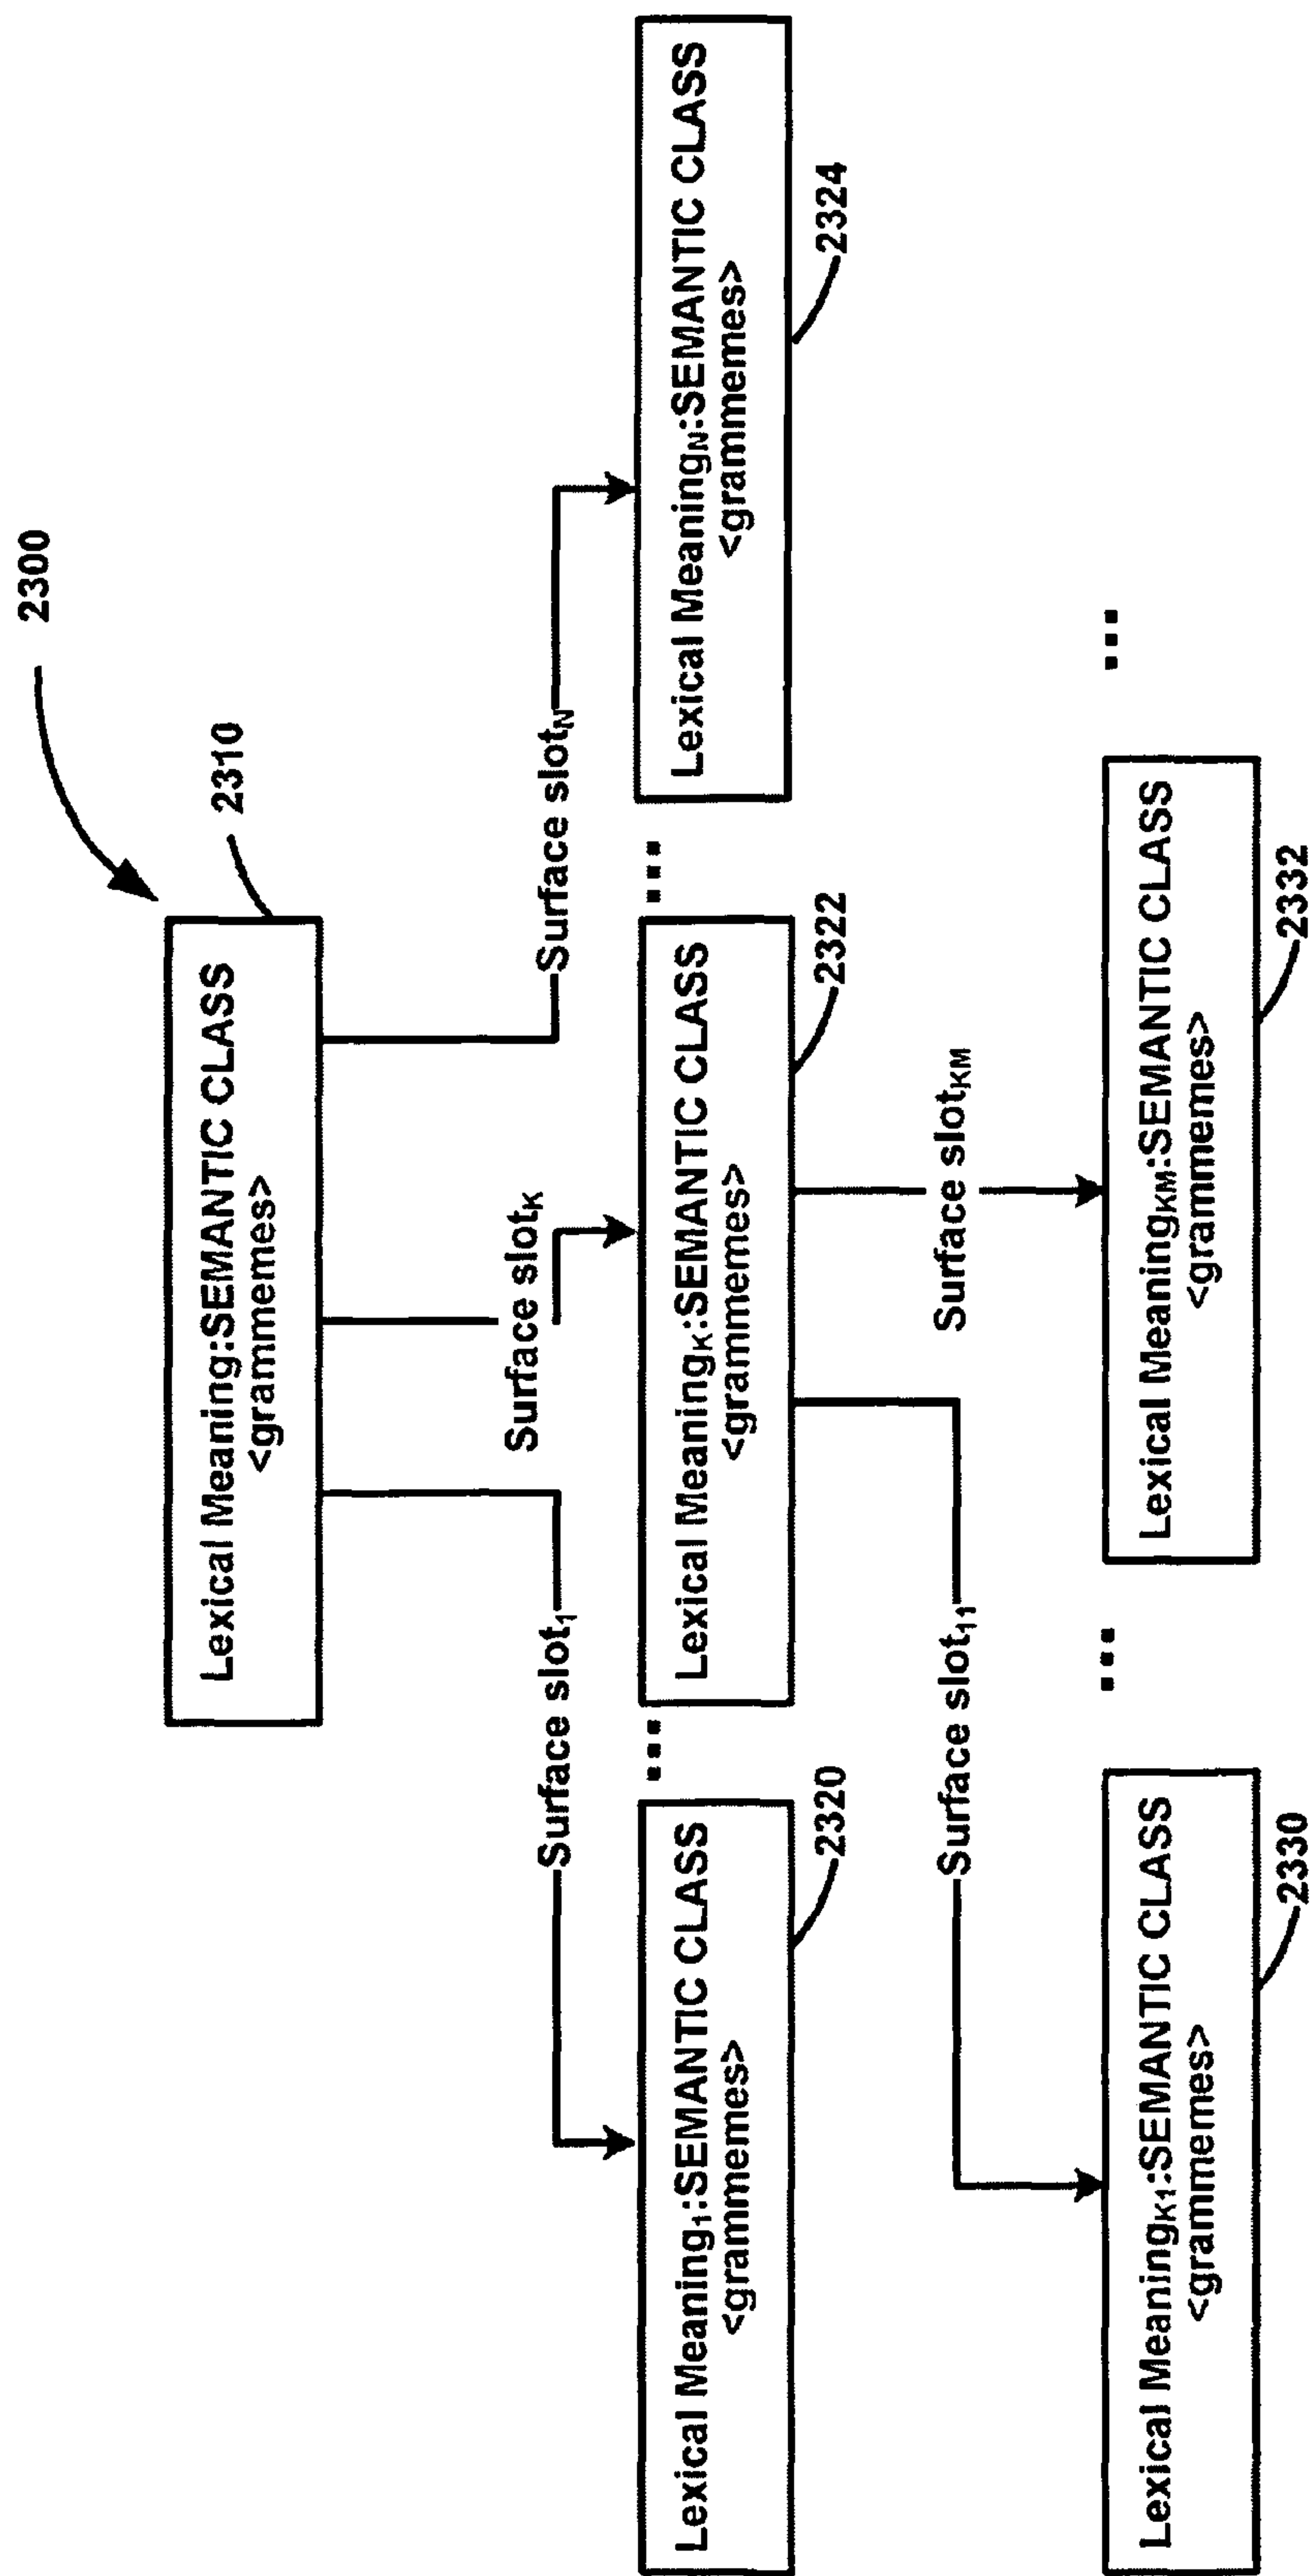 2300
2310
Lexical Meaning:SEMANTIC CLASS
<grammemes>
Surface slot₁
Surface slotK
Surface slotN
Lexical Meaning₁:SEMANTIC CLASS
<grammemes>
2320
...
Lexical MeaningK:SEMANTIC CLASS
<grammemes>
2322
...
Lexical MeaningN:SEMANTIC CLASS
<grammemes>
2324
Surface slot₁₁
Surface slotKM
Lexical MeaningK1:SEMANTIC CLASS
<grammemes>
2330
...
Lexical MeaningKM:SEMANTIC CLASS
<grammemes>
2332
...